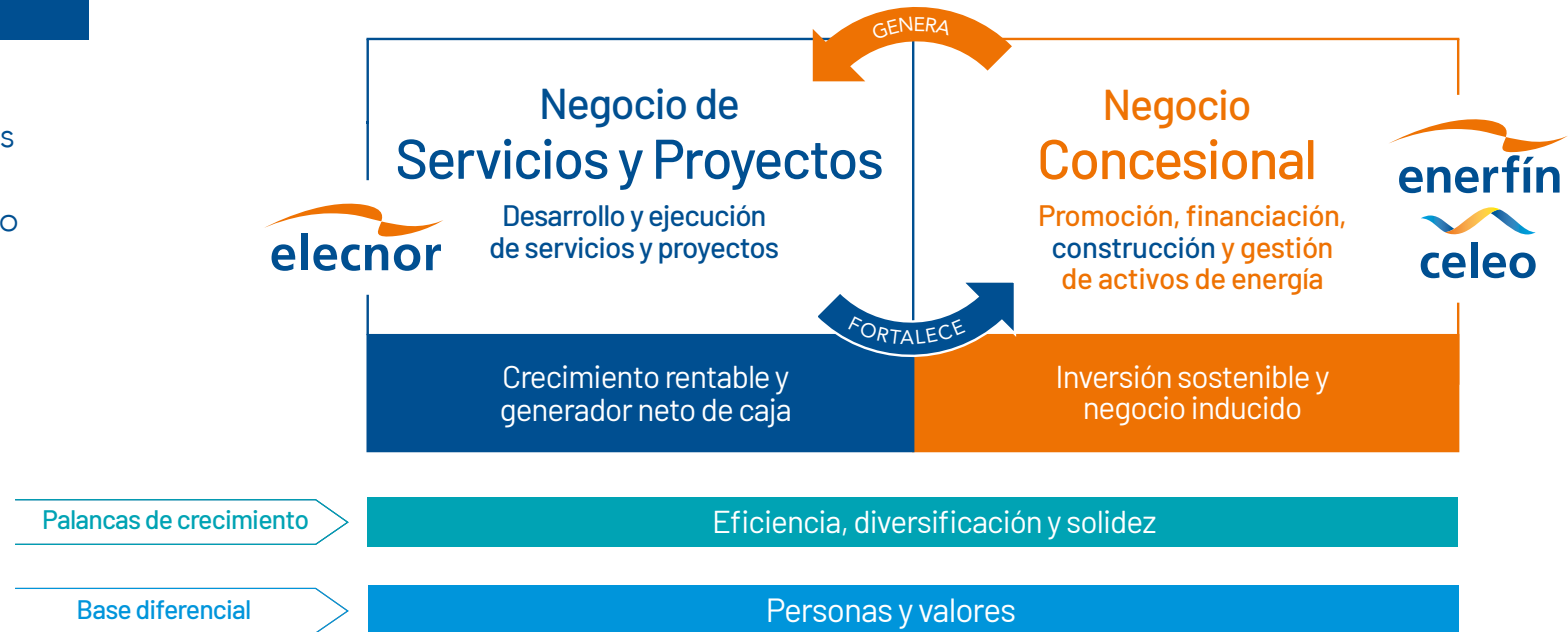 s
o
GENERA
Negocio de
Servicios y Proyectos
Desarrollo y ejecución
de servicios y proyectos
elecnor
Negocio
Concesional
Promoción, financiación,
construcción y gestión
de activos de energía
enerfín
celeo
FORTALECE
Crecimiento rentable y
generador neto de caja
Inversión sostenible y
negocio inducido
Palancas de crecimiento
Eficiencia, diversificación y solidez
Base diferencial
Personas y valores